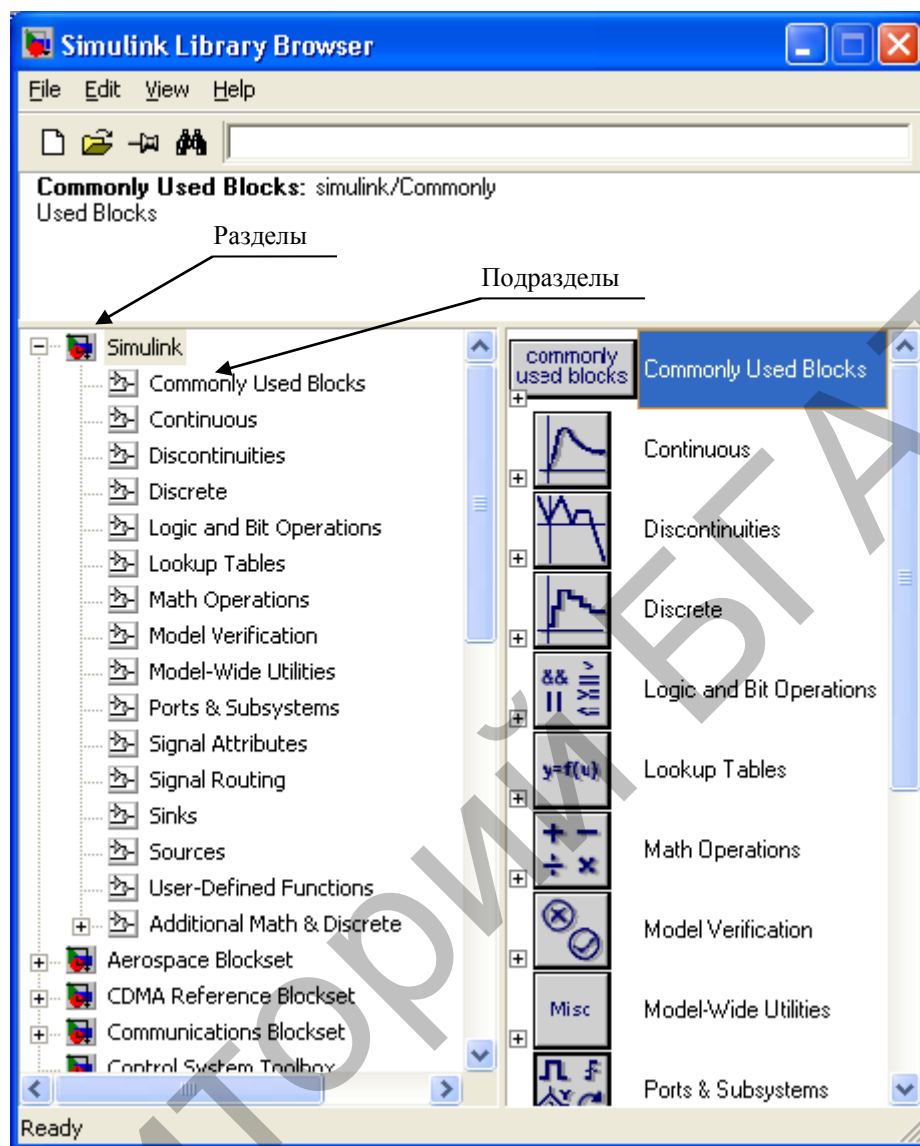 Simulink Library Browser
File Edit View Help
Commonly Used Blocks: simulink/Commonly
Used Blocks
Разделы
Подразделы
Simulink
Commonly Used Blocks
Continuous
Discontinuities
Discrete
Logic and Bit Operations
Lookup Tables
Math Operations
Model Verification
Model-Wide Utilities
Ports & Subsystems
Signal Attributes
Signal Routing
Sinks
Sources
User-Defined Functions
Additional Math & Discrete
Aerospace Blockset
CDMA Reference Blockset
Communications Blockset
Control System Toolbox
commonly
used blocks
Commonly Used Blocks
Continuous
Discontinuities
Discrete
&& >
|| >=
<=
Logic and Bit Operations
y=f(u)
Lookup Tables
+ −
÷ ×
Math Operations
Model Verification
Misc
Model-Wide Utilities
Ports & Subsystems
Ready